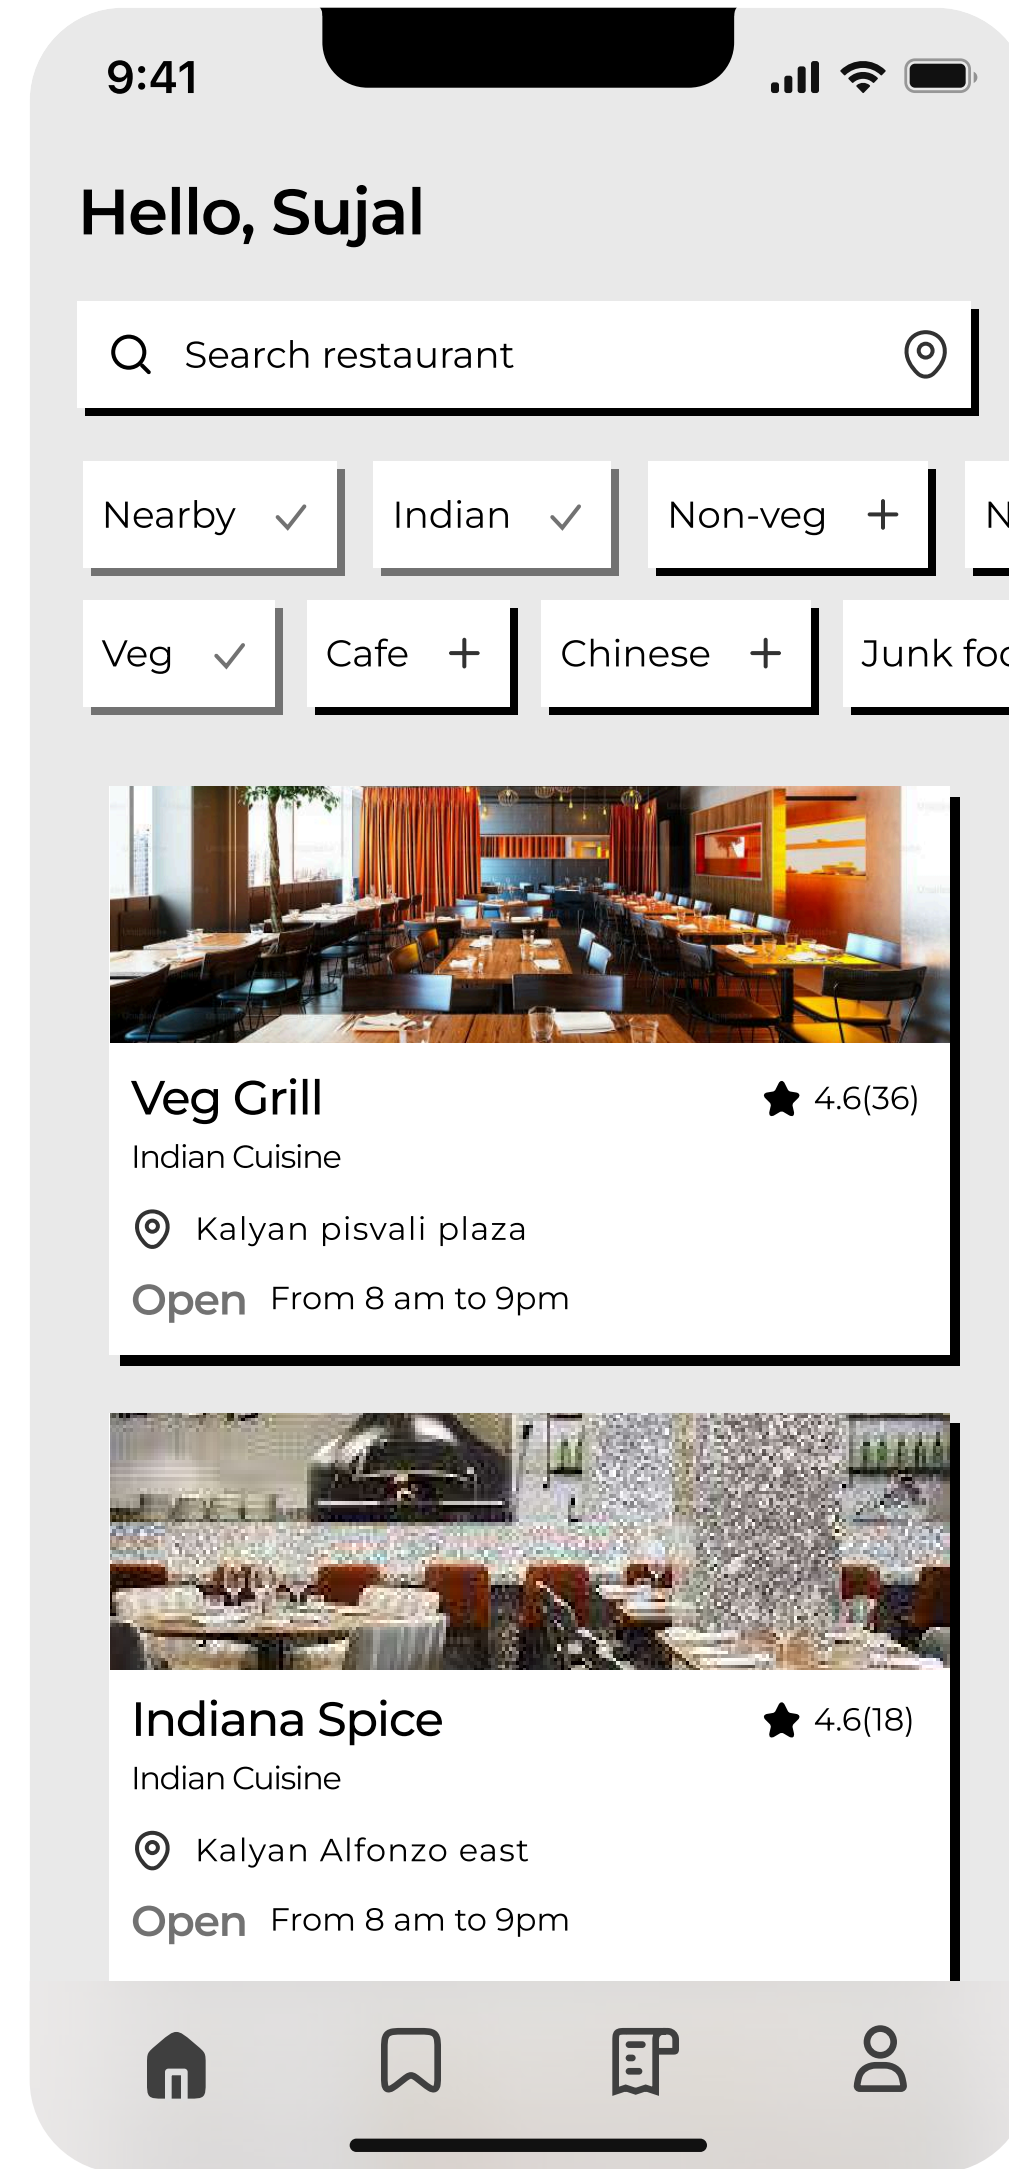 9:41
Hello, Sujal
Search restaurant
Nearby Indian Non-veg N
Veg Cafe Chinese Junk foo
Veg Grill 4.6(36)
Indian Cuisine
Kalyan pisvali plaza
Open From 8 am to 9pm
Indiana Spice 4.6(18)
Indian Cuisine
Kalyan Alfonzo east
Open From 8 am to 9pm